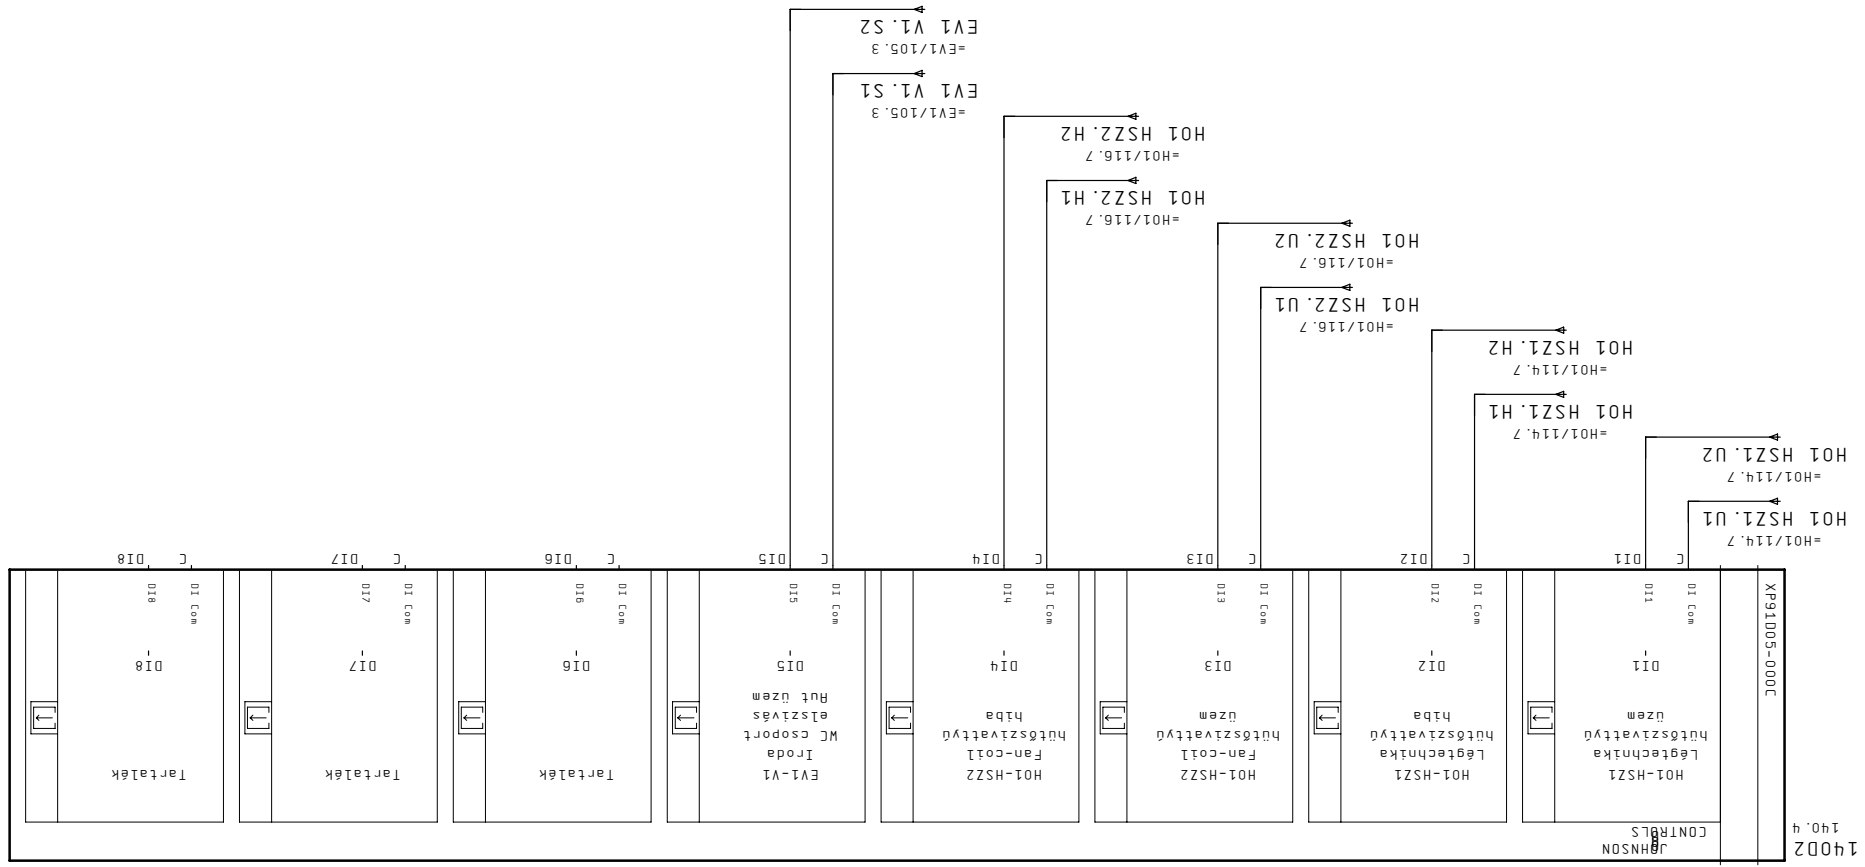 140D2
140.4
JOHNSON
CONTROLS
XP91D05-000C
H01-HSZ1
Légtechnika
hütőszivattyú
üzem
DI1
DI1
DI Com
DI1
C
H01-HSZ1
Légtechnika
hütőszivattyú
hiba
DI2
DI2
DI Com
DI2
C
H01-HSZ2
Fan-coil
hütőszivattyú
üzem
DI3
DI3
DI Com
DI3
C
H01-HSZ2
Fan-coil
hütőszivattyú
hiba
DI4
DI4
DI Com
DI4
C
EV1-V1
Iroda
WC csoport
elszívás
Aut üzem
DI5
DI5
DI Com
DI5
C
Tartalék
DI6
DI6
DI Com
DI6
C
Tartalék
DI7
DI7
DI Com
DI7
C
Tartalék
DI8
DI8
DI Com
DI8
C
=H01/114.7
H01 HSZ1.U1
=H01/114.7
H01 HSZ1.U2
=H01/114.7
H01 HSZ1.H1
=H01/114.7
H01 HSZ1.H2
=H01/116.7
H01 HSZ2.U1
=H01/116.7
H01 HSZ2.U2
=H01/116.7
H01 HSZ2.H1
=H01/116.7
H01 HSZ2.H2
=EV1/105.3
EV1 V1.S1
=EV1/105.3
EV1 V1.S2